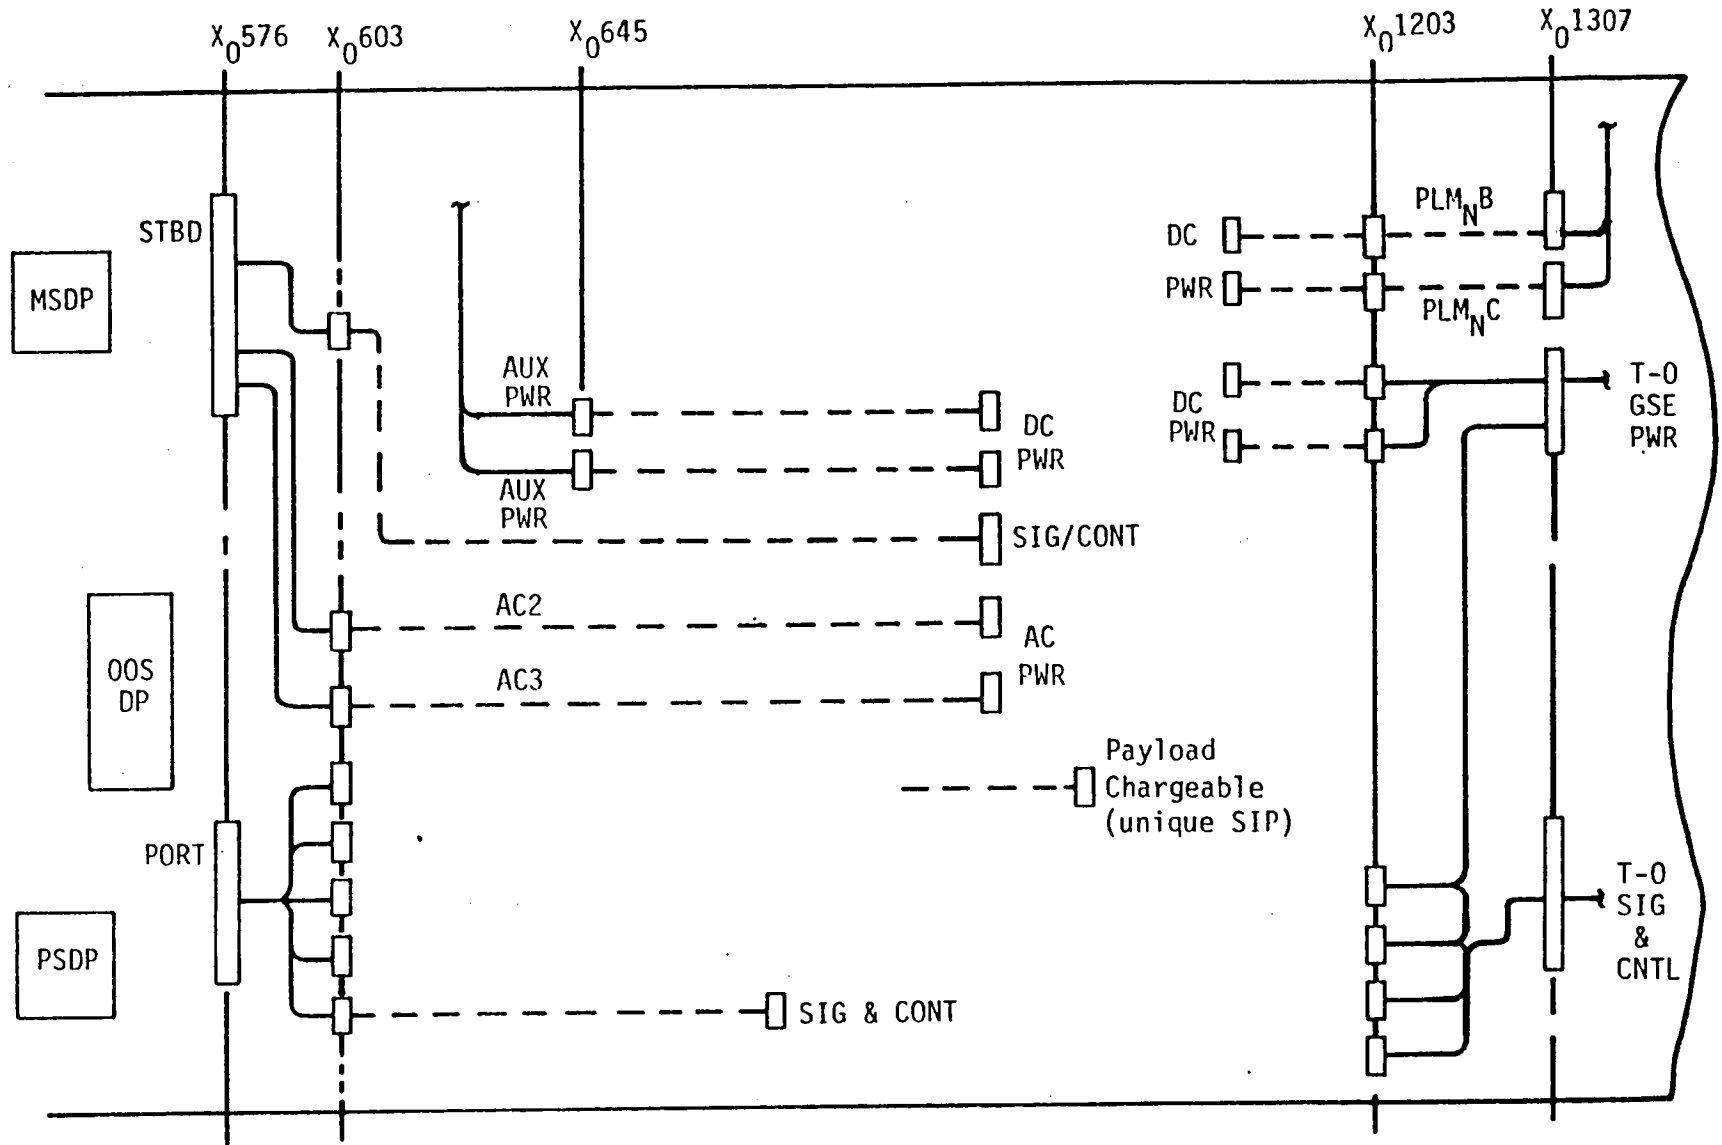 X₀576
X₀603
X₀645
X₀1203
X₀1307
STBD
MSDP
AUX
PWR
AUX
PWR
DC
PWR
SIG/CONT
AC2
AC3
AC
PWR
DC
PWR
PLM_N B
PLM_N C
DC
PWR
T-0
GSE
PWR
OOS
DP
Payload
Chargeable
(unique SIP)
PORT
PSDP
SIG & CONT
T-0
SIG
&
CNTL